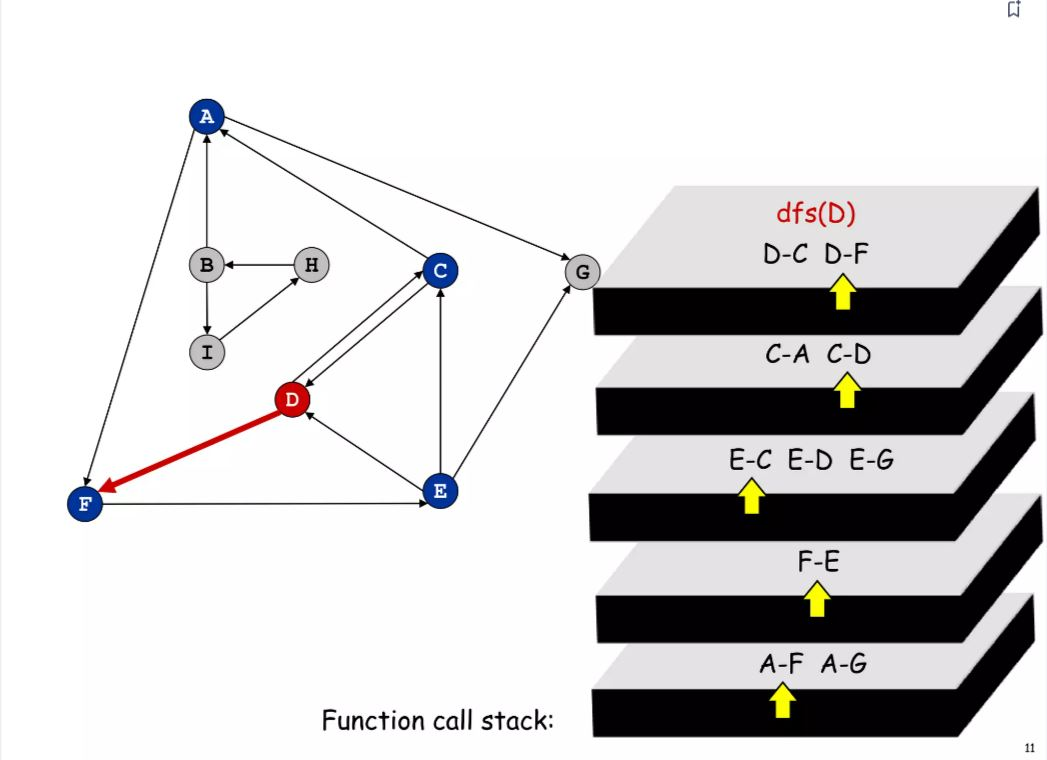 A
B
H
C
G
I
D
F
E
dfs(D)
D-C D-F
C-A C-D
E-C E-D E-G
F-E
A-F A-G
Function call stack:
11